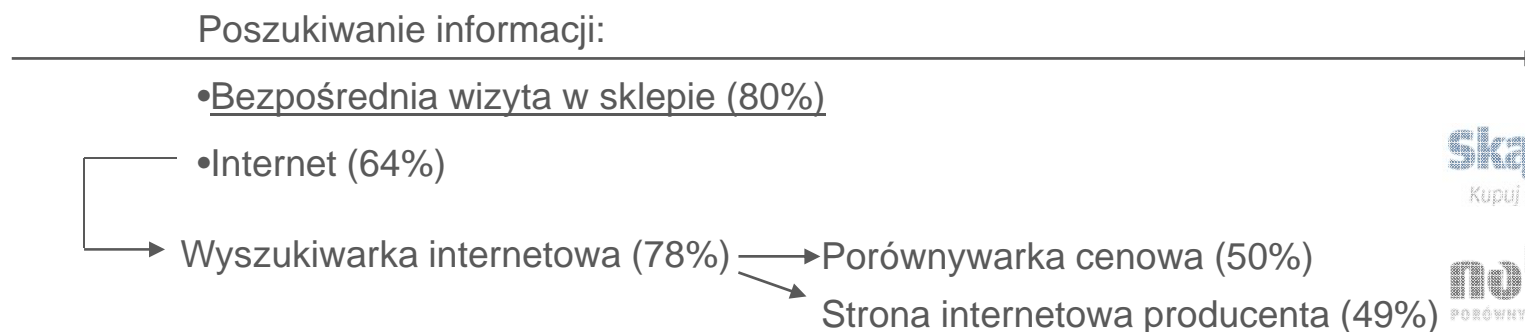 Poszukiwanie informacji:
•Bezpośrednia wizyta w sklepie (80%)
•Internet (64%)
Kupuj
Wyszukiwarka internetowa (78%)
Porównywarka cenowa (50%)
Strona internetowa producenta (49%)